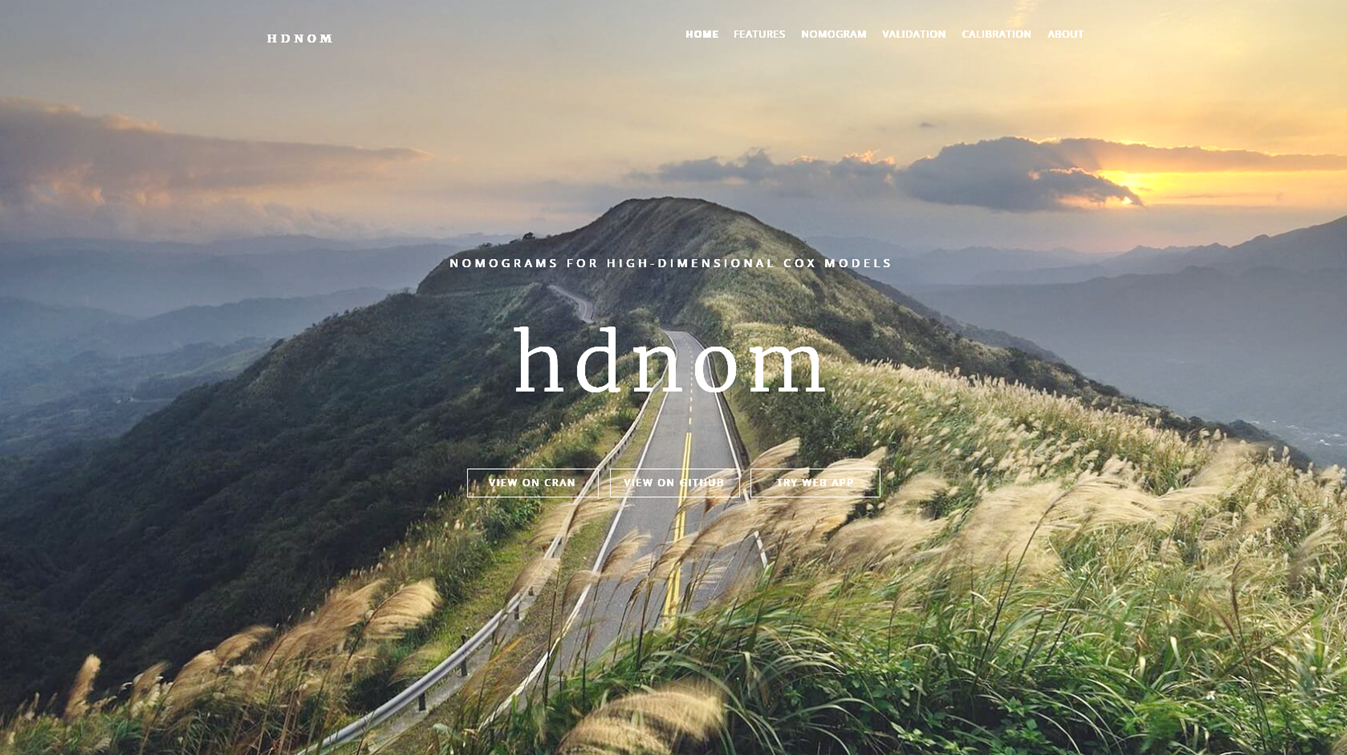 HDNOM
HOME FEATURES NOMOGRAM VALIDATION CALIBRATION ABOUT
NOMOGRAMS FOR HIGH-DIMENSIONAL COX MODELS
hdnom
VIEW ON CRAN VIEW ON GITHUB TRY WEB APP